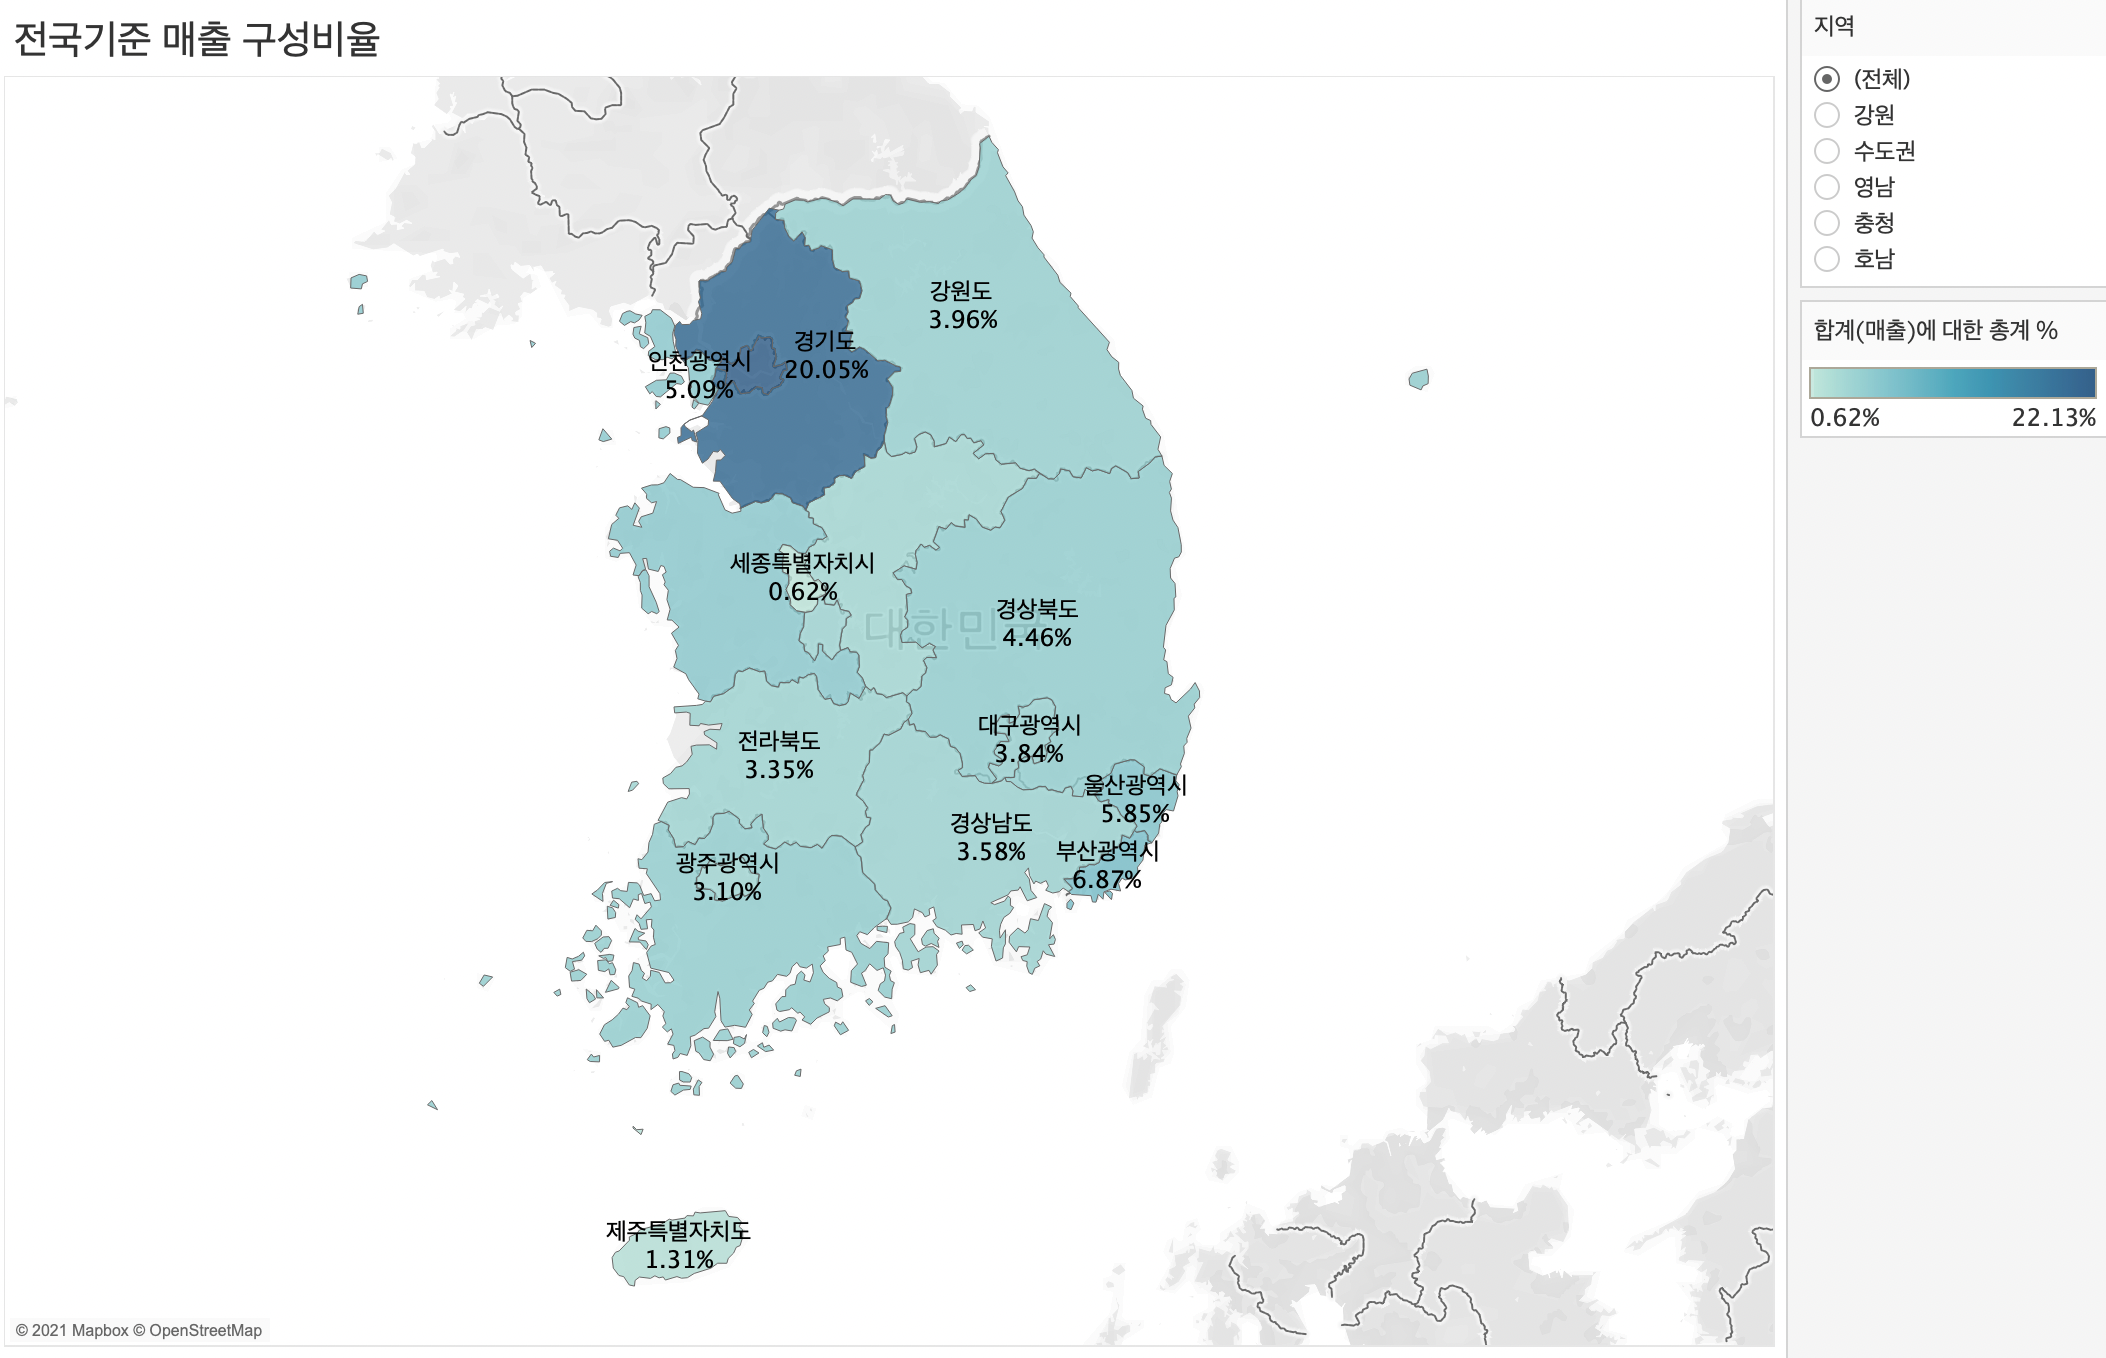 전국기준 매출 구성비율
강원도
3.96%
경기도
20.05%
인천광역시
5.09%
세종특별자치시
0.62%
대한민국
경상북도
4.46%
대구광역시
3.84%
전라북도
3.35%
울산광역시
5.85%
경상남도
3.58%
부산광역시
6.87%
광주광역시
3.10%
제주특별자치도
1.31%
© 2021 Mapbox © OpenStreetMap
지역
(전체)
강원
수도권
영남
충청
호남
합계(매출)에 대한 총계 %
0.62% 22.13%